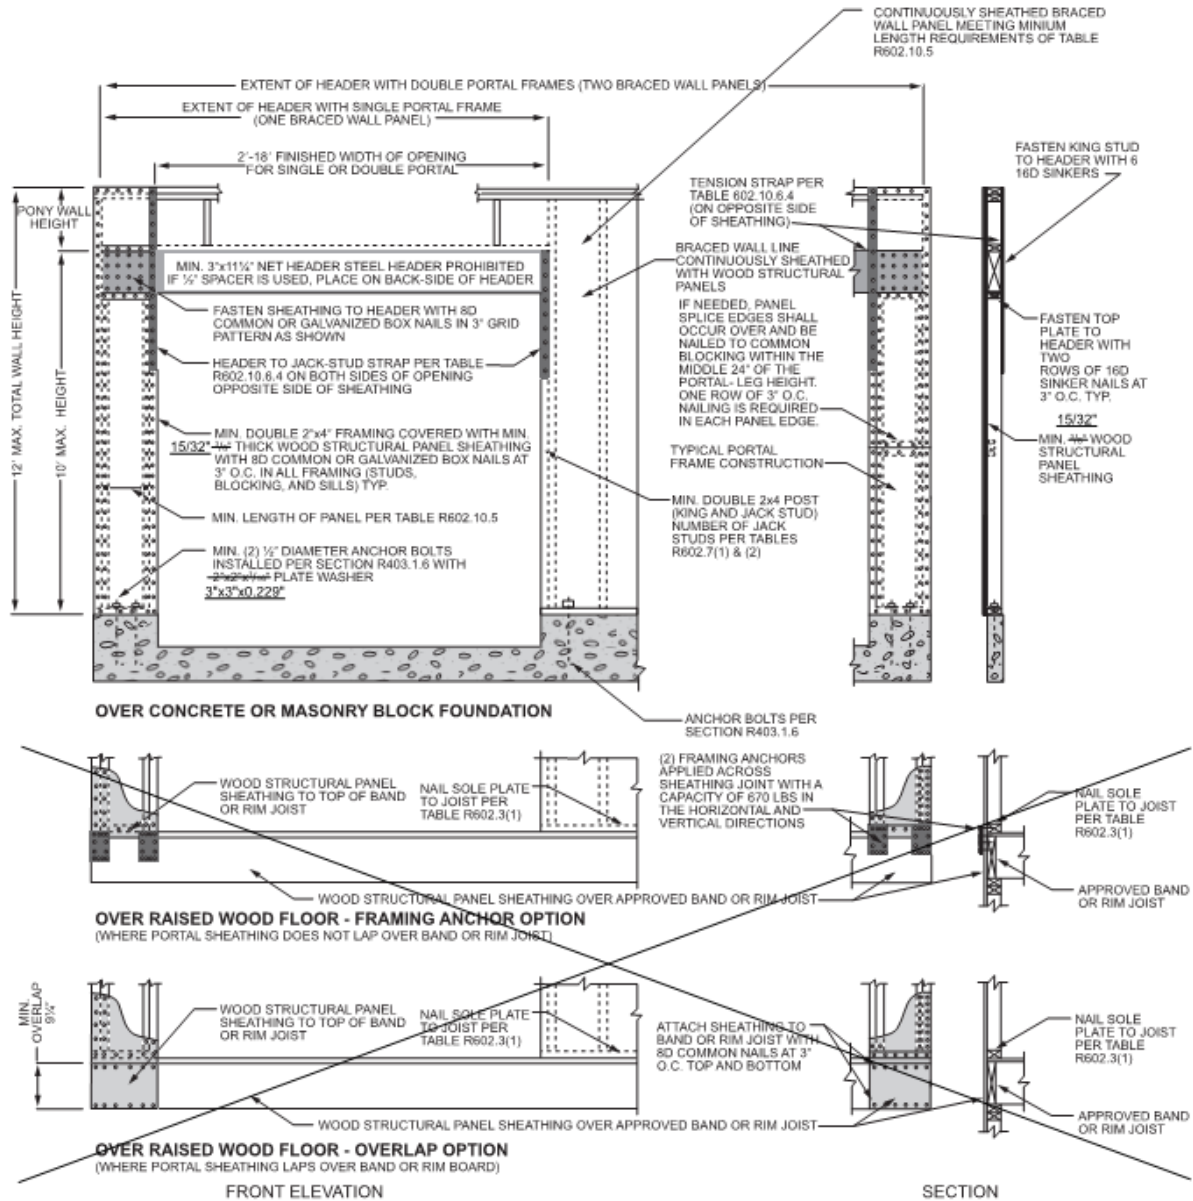 CONTINUOUSLY SHEATHED BRACED
WALL PANEL MEETING MINIUM
LENGTH REQUIREMENTS OF TABLE
R602.10.5
EXTENT OF HEADER WITH DOUBLE PORTAL FRAMES (TWO BRACED WALL PANELS)
EXTENT OF HEADER WITH SINGLE PORTAL FRAME
(ONE BRACED WALL PANEL)
2'-18' FINISHED WIDTH OF OPENING
FOR SINGLE OR DOUBLE PORTAL
FASTEN KING STUD
TO HEADER WITH 6
16D SINKERS
TENSION STRAP PER
TABLE 602.10.6.4
(ON OPPOSITE SIDE
OF SHEATHING)
PONY WALL
HEIGHT
12' MAX. TOTAL WALL HEIGHT
10' MAX. HEIGHT
MIN. 3"x11¼" NET HEADER STEEL HEADER PROHIBITED
IF ½" SPACER IS USED, PLACE ON BACK-SIDE OF HEADER
BRACED WALL LINE
CONTINUOUSLY SHEATHED
WITH WOOD STRUCTURAL
PANELS
FASTEN SHEATHING TO HEADER WITH 8D
COMMON OR GALVANIZED BOX NAILS IN 3" GRID
PATTERN AS SHOWN
IF NEEDED, PANEL
SPLICE EDGES SHALL
OCCUR OVER AND BE
NAILED TO COMMON
BLOCKING WITHIN THE
MIDDLE 24" OF THE
PORTAL- LEG HEIGHT.
ONE ROW OF 3" O.C.
NAILING IS REQUIRED
IN EACH PANEL EDGE.
FASTEN TOP
PLATE TO
HEADER WITH
TWO
ROWS OF 16D
SINKER NAILS AT
3" O.C. TYP.
HEADER TO JACK-STUD STRAP PER TABLE
R602.10.6.4 ON BOTH SIDES OF OPENING
OPPOSITE SIDE OF SHEATHING
15/32"
MIN. WOOD
STRUCTURAL
PANEL
SHEATHING
MIN. DOUBLE 2"x4" FRAMING COVERED WITH MIN.
15/32" THICK WOOD STRUCTURAL PANEL SHEATHING
WITH 8D COMMON OR GALVANIZED BOX NAILS AT
3" O.C. IN ALL FRAMING (STUDS,
BLOCKING, AND SILLS) TYP.
TYPICAL PORTAL
FRAME CONSTRUCTION
MIN. DOUBLE 2x4 POST
(KING AND JACK STUD)
NUMBER OF JACK
STUDS PER TABLES
R602.7(1) & (2)
MIN. LENGTH OF PANEL PER TABLE R602.10.5
MIN. (2) ½" DIAMETER ANCHOR BOLTS
INSTALLED PER SECTION R403.1.6 WITH
PLATE WASHER
3"x3"x0.229"
OVER CONCRETE OR MASONRY BLOCK FOUNDATION
ANCHOR BOLTS PER
SECTION R403.1.6
WOOD STRUCTURAL PANEL
SHEATHING TO TOP OF BAND
OR RIM JOIST
NAIL SOLE PLATE
TO JOIST PER
TABLE R602.3(1)
(2) FRAMING ANCHORS
APPLIED ACROSS
SHEATHING JOINT WITH A
CAPACITY OF 670 LBS IN
THE HORIZONTAL AND
VERTICAL DIRECTIONS
NAIL SOLE
PLATE TO JOIST
PER TABLE
R602.3(1)
WOOD STRUCTURAL PANEL SHEATHING OVER APPROVED BAND OR RIM JOIST
APPROVED BAND
OR RIM JOIST
OVER RAISED WOOD FLOOR - FRAMING ANCHOR OPTION
(WHERE PORTAL SHEATHING DOES NOT LAP OVER BAND OR RIM JOIST)
MIN.
OVERLAP
9¼"
WOOD STRUCTURAL PANEL
SHEATHING TO TOP OF BAND
OR RIM JOIST
NAIL SOLE PLATE
TO JOIST PER
TABLE R602.3(1)
ATTACH SHEATHING TO
BAND OR RIM JOIST WITH
8D COMMON NAILS AT 3"
O.C. TOP AND BOTTOM
NAIL SOLE
PLATE TO JOIST
PER TABLE
R602.3(1)
WOOD STRUCTURAL PANEL SHEATHING OVER APPROVED BAND OR RIM JOIST
APPROVED BAND
OR RIM JOIST
OVER RAISED WOOD FLOOR - OVERLAP OPTION
(WHERE PORTAL SHEATHING LAPS OVER BAND OR RIM BOARD)
FRONT ELEVATION
SECTION